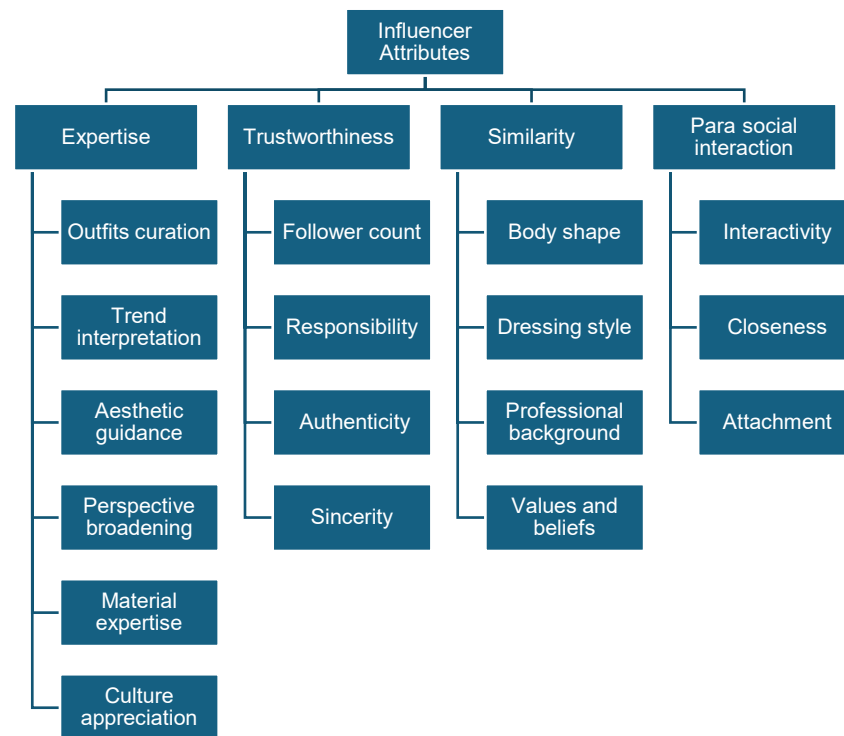 Influencer
Attributes
Expertise
Outfits curation
Trend
interpretation
Aesthetic
guidance
Perspective
broadening
Material
expertise
Culture
appreciation
Trustworthiness
Follower count
Responsibility
Authenticity
Sincerity
Similarity
Body shape
Dressing style
Professional
background
Values and
beliefs
Para social
interaction
Interactivity
Closeness
Attachment